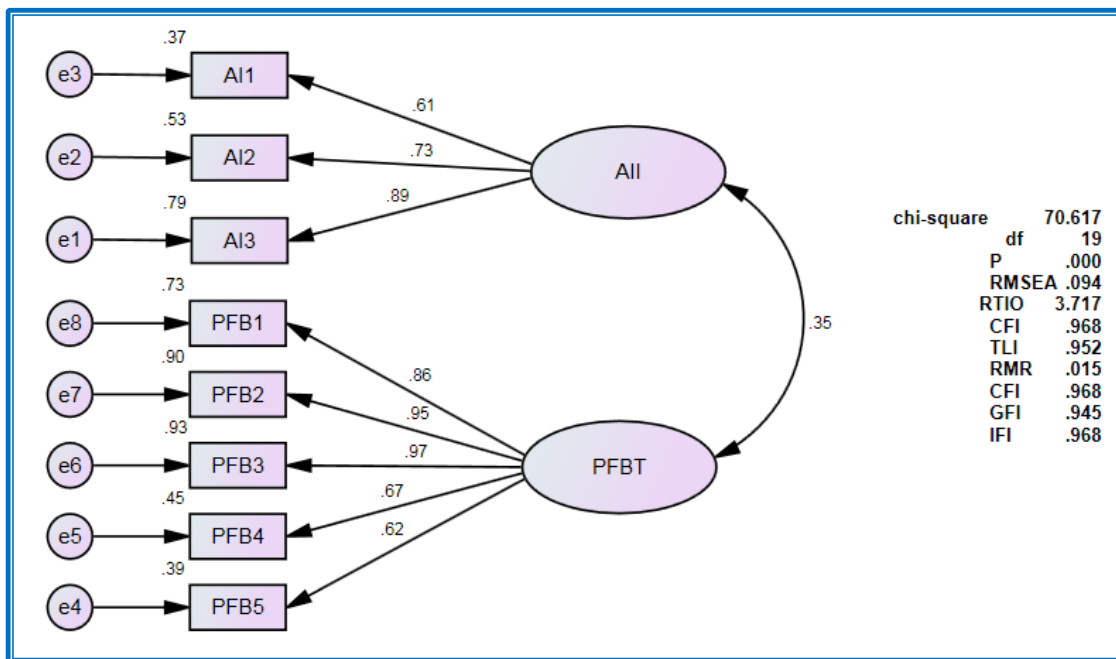 .37
e3 AI1
.61
.53
e2 AI2
.73
AII
.79
.89
e1 AI3
chi-square 70.617
df 19
P .000
RMSEA .094
RTIO 3.717
CFI .968
TLI .952
RMR .015
CFI .968
GFI .945
IFI .968
.73
e8 PFB1
.35
.90
.86
e7 PFB2
.95
.93
e6 PFB3
.97
PFBT
.45
.67
e5 PFB4
.62
.39
e4 PFB5